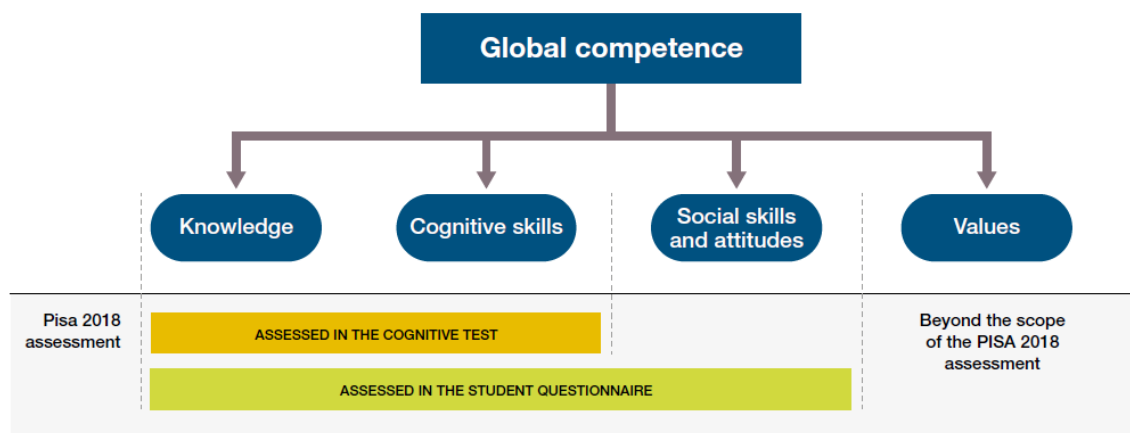 Global competence
Knowledge
Cognitive skills
Social skills
and attitudes
Values
Pisa 2018
assessment
ASSESSED IN THE COGNITIVE TEST
Beyond the scope
of the PISA 2018
assessment
ASSESSED IN THE STUDENT QUESTIONNAIRE